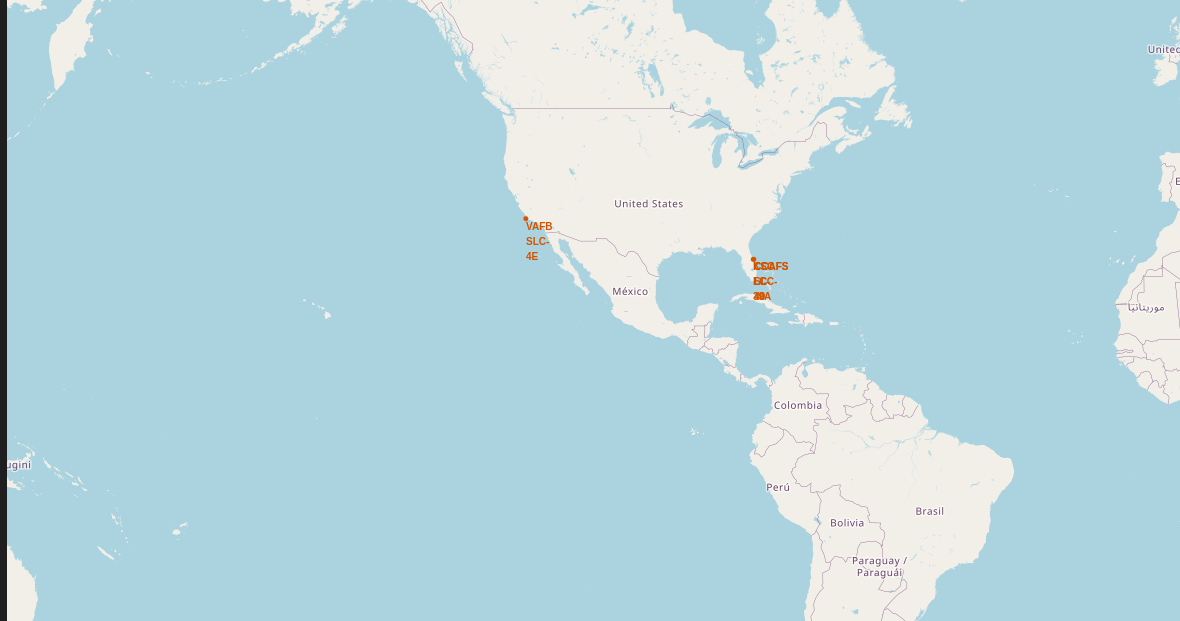 United
United States
VAFB
SLC-
4E
México
موريتانيا
Colombia
ugini
Perú
Brasil
Bolivia
Paraguay /
Paraguái